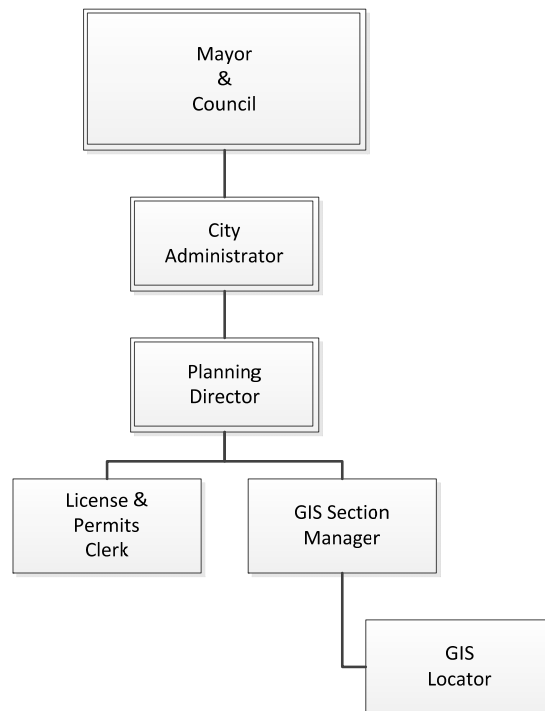 Mayor
&
Council
City
Administrator
Planning
Director
License &
Permits
Clerk
GIS Section
Manager
GIS
Locator